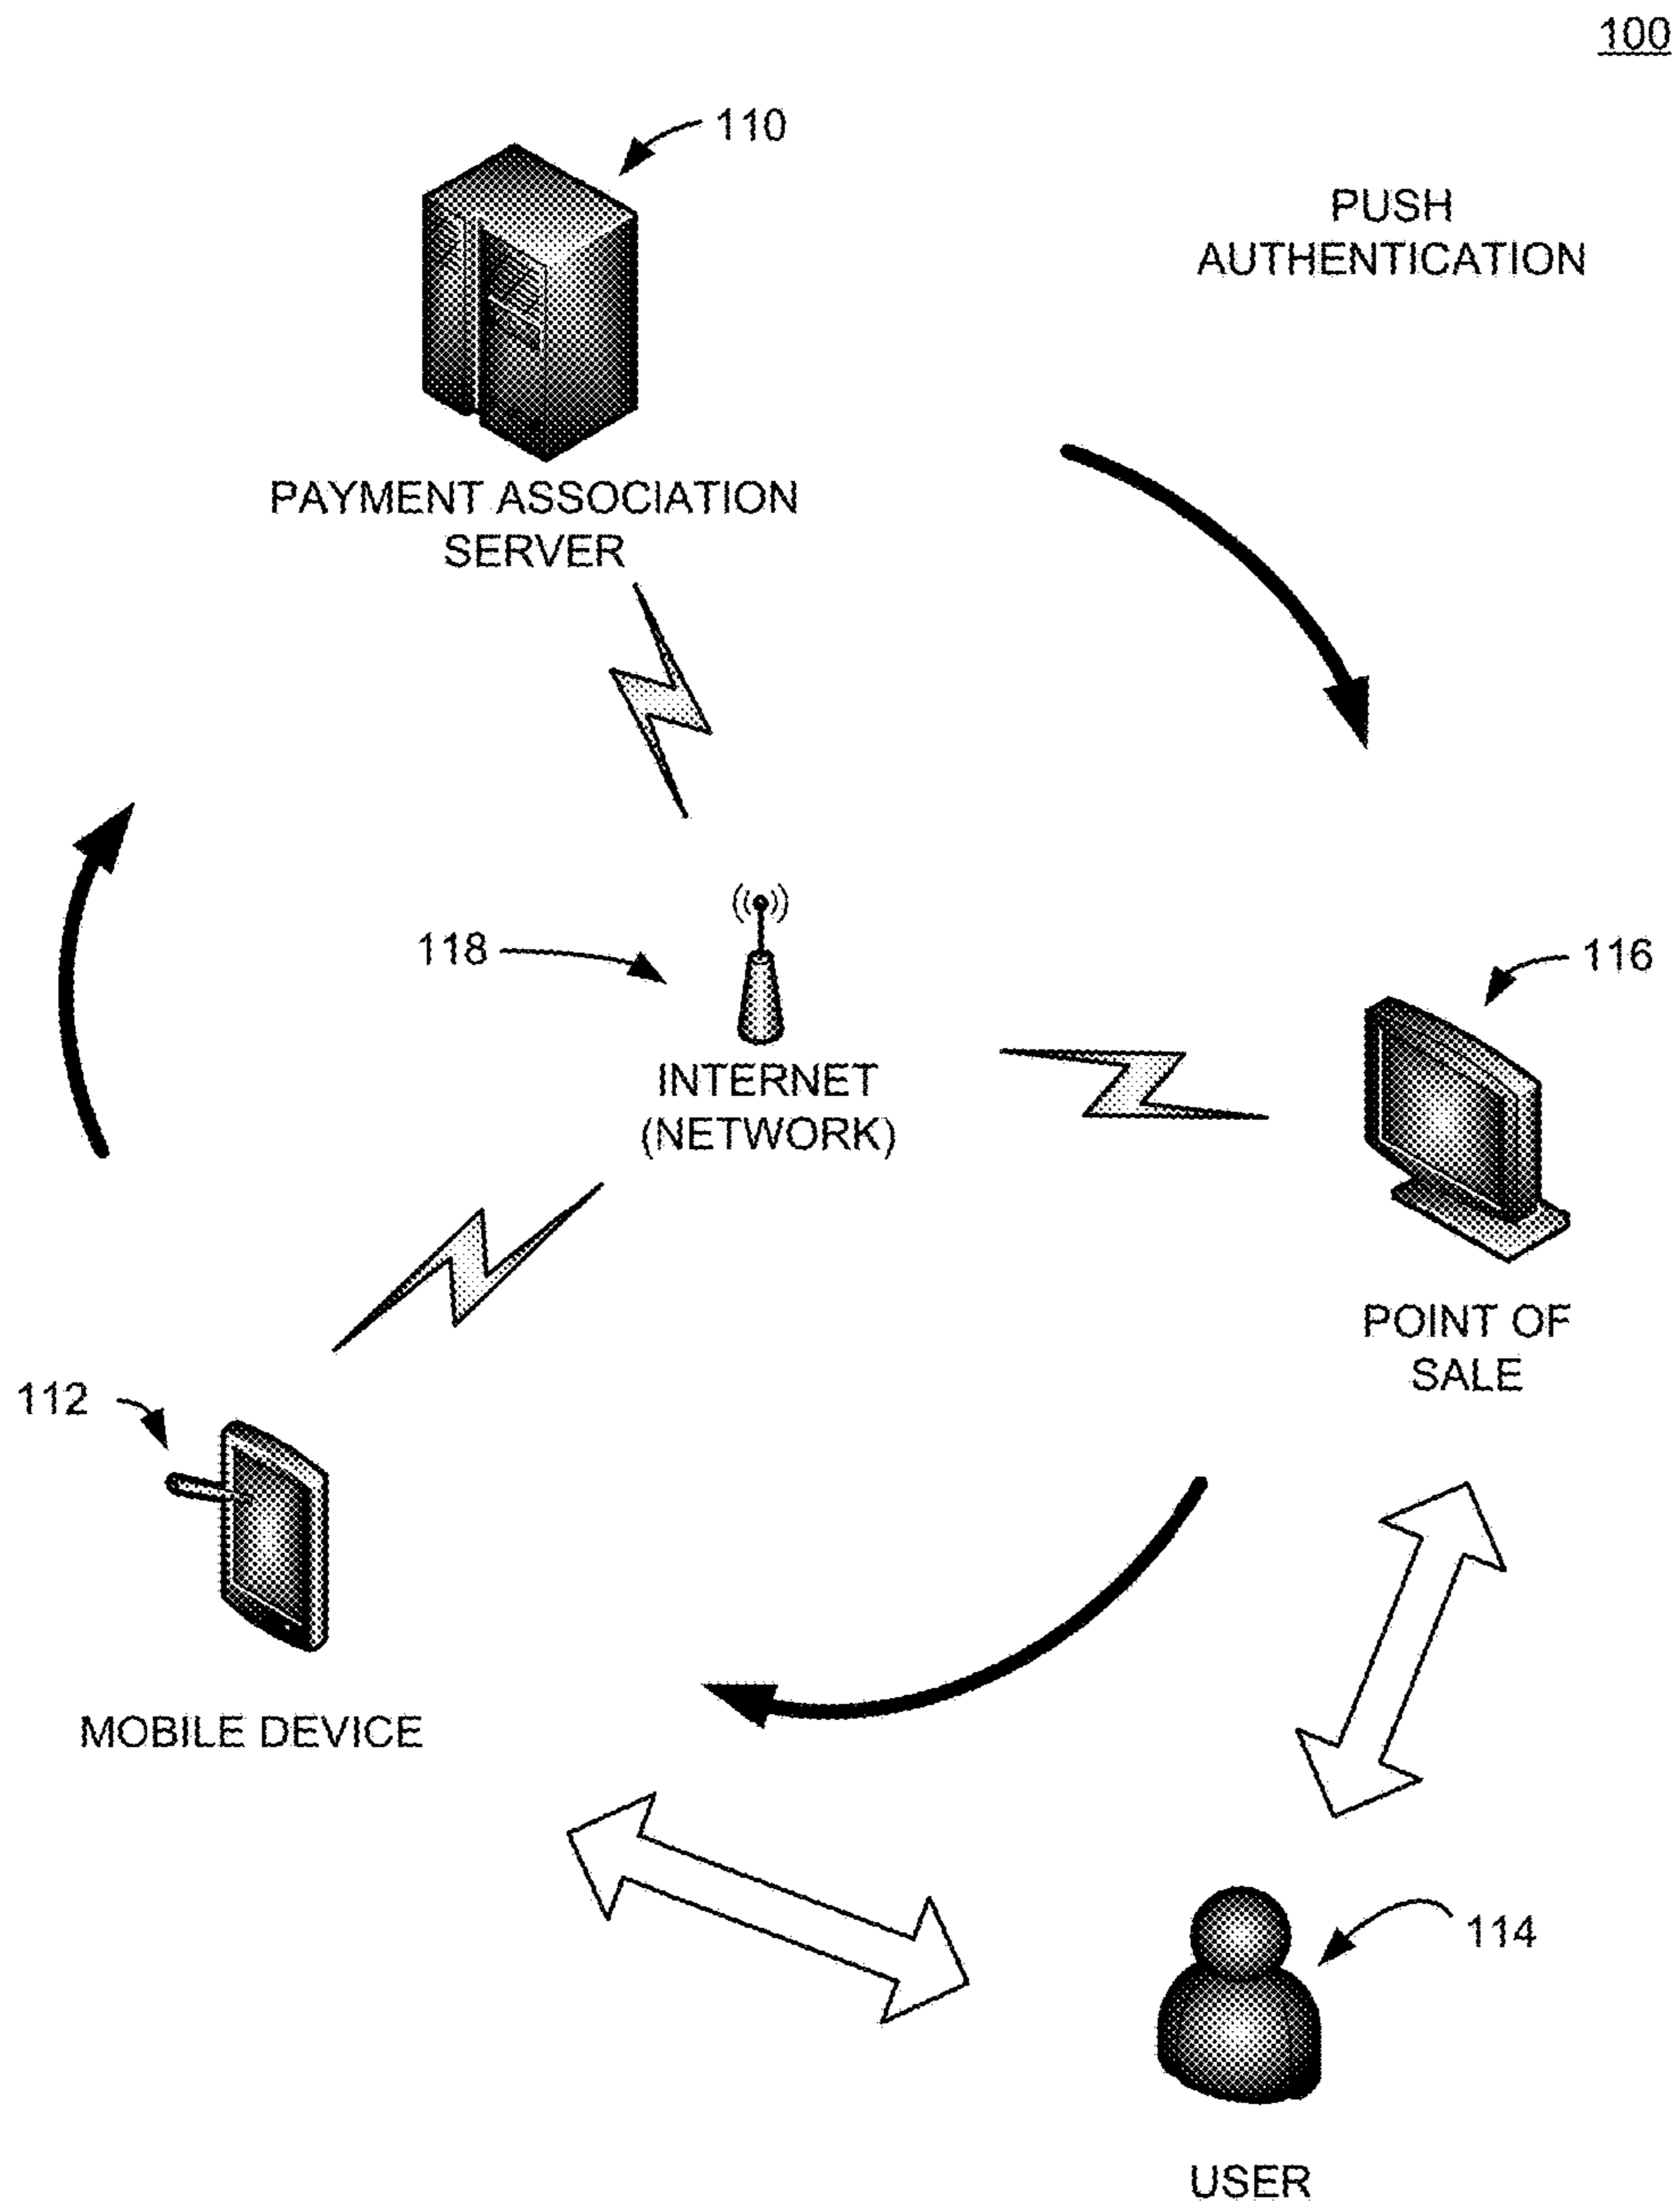 100
110
PUSH
AUTHENTICATION
PAYMENT ASSOCIATION
SERVER
118
116
INTERNET
(NETWORK)
POINT OF
SALE
112
MOBILE DEVICE
114
USER